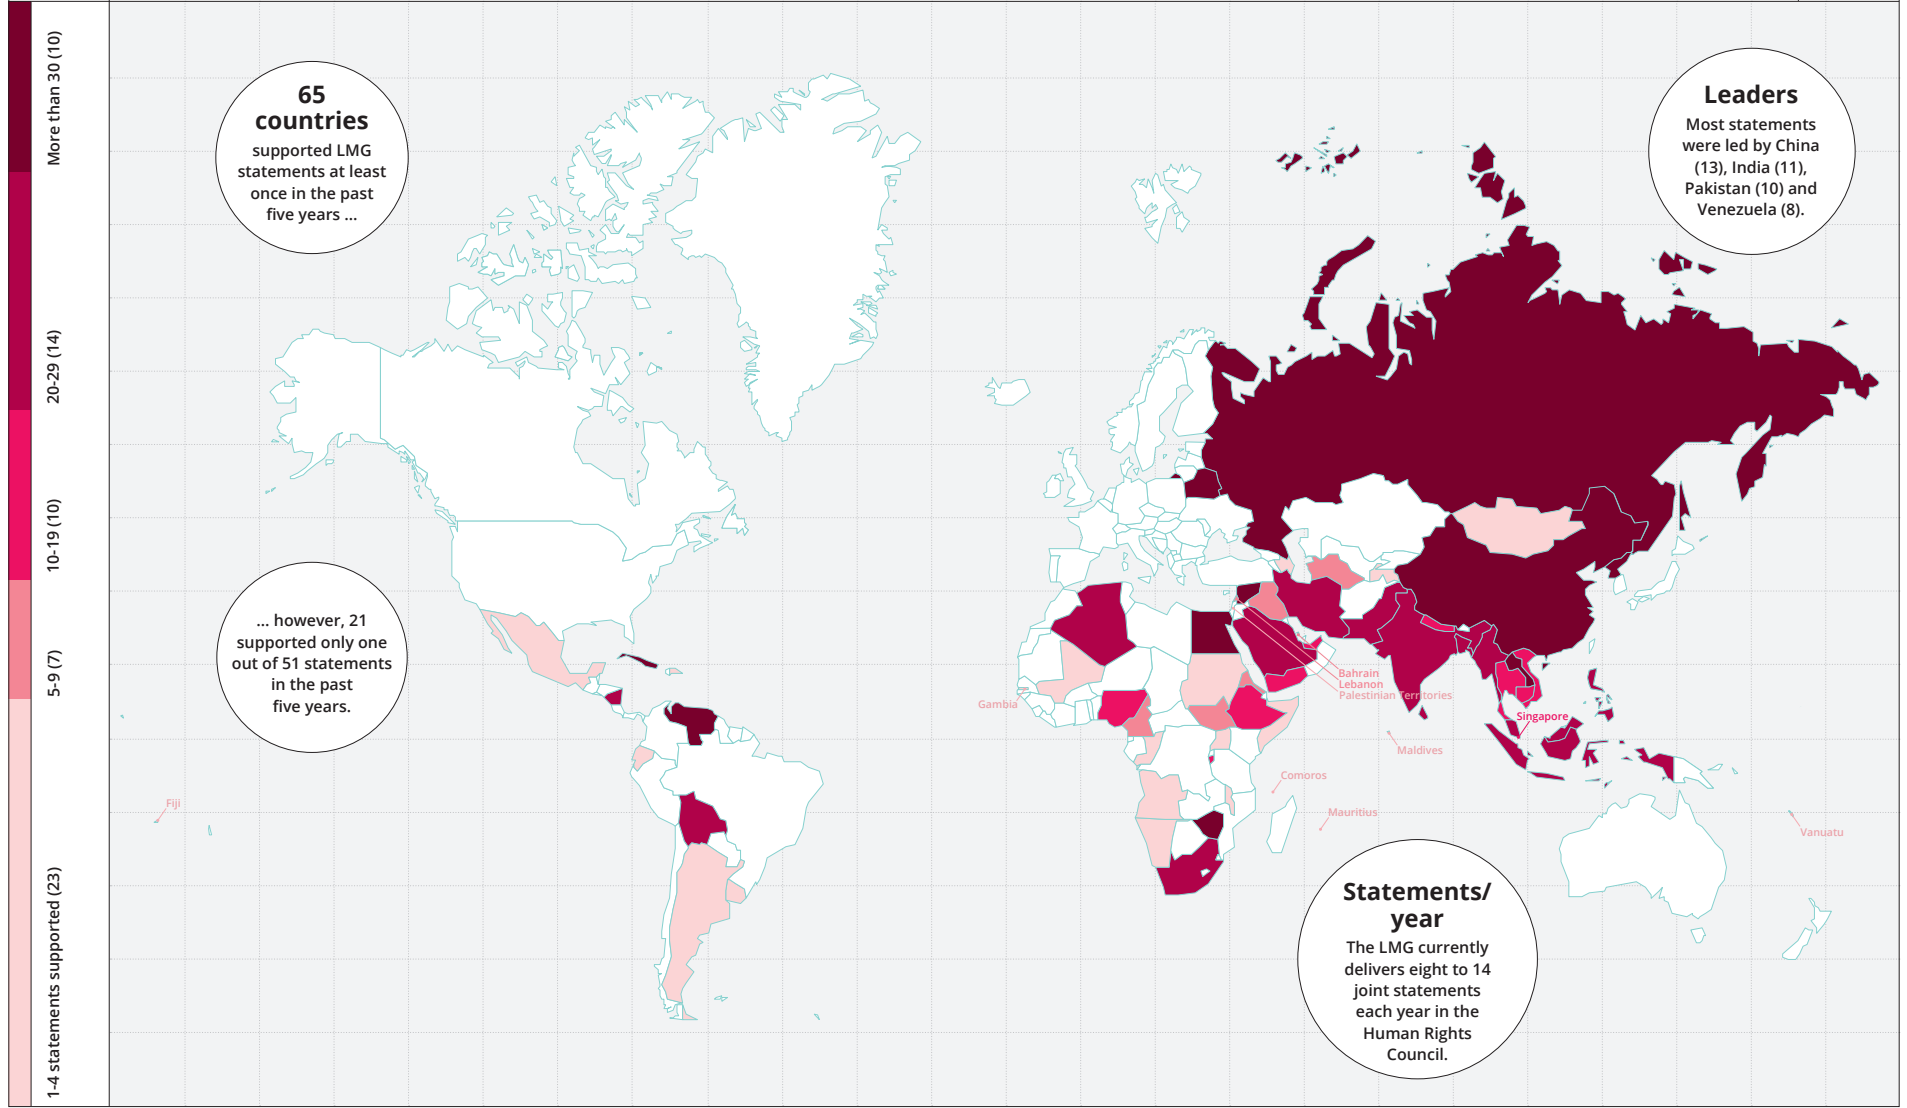 More than 30 (10)
20-29 (14)
10-19 (10)
5-9 (7)
1-4 statements supported (23)
65
countries
supported LMG
statements at least
once in the past
five years ...
Leaders
Most statements
were led by China
(13), India (11),
Pakistan (10) and
Venezuela (8).
... however, 21
supported only one
out of 51 statements
in the past
five years.
Bahrain
Lebanon
Palestinian Territories
Gambia
Singapore
Maldives
Comoros
Mauritius
Fiji
Vanuatu
Statements/
year
The LMG currently
delivers eight to 14
joint statements
each year in the
Human Rights
Council.